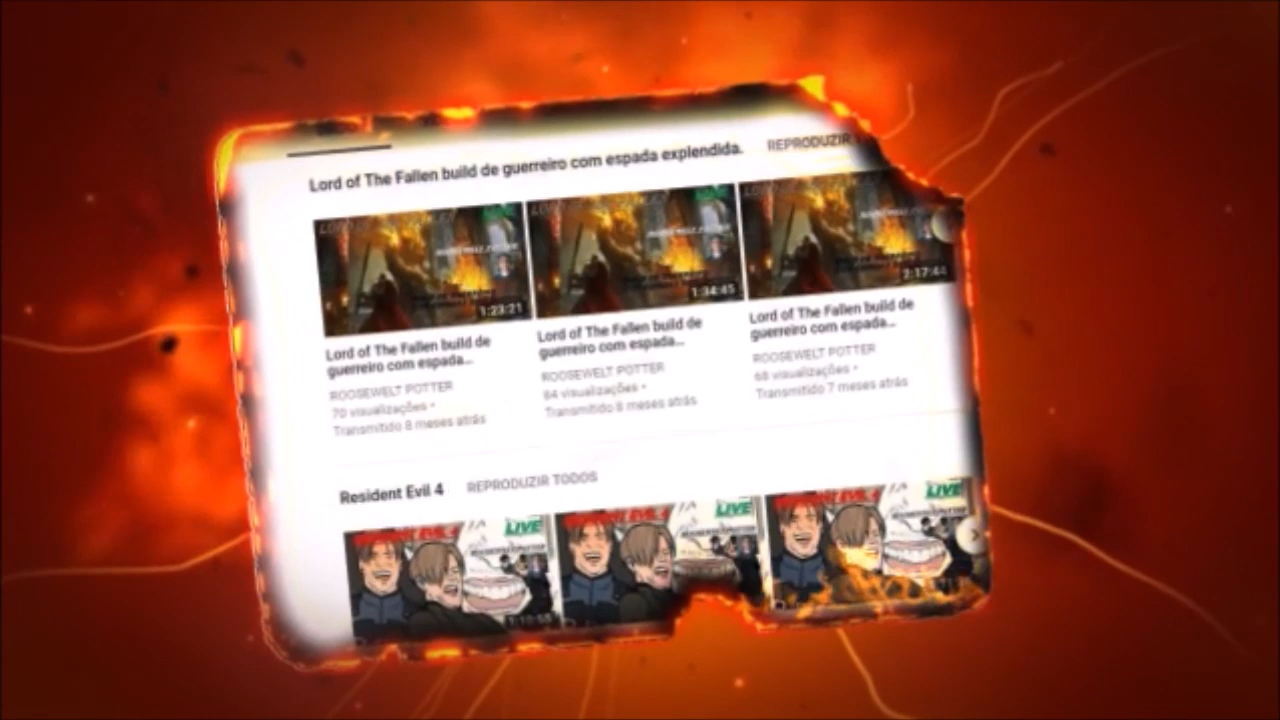 Lord of The Fallen build de guerreiro com espada explendida. REPRODUZIR
1:23:21
1:34:45
2:17:44
Lord of The Fallen build de
guerreiro com espada...
ROOSEWELT POTTER
70 visualizações •
Transmitido 8 meses atrás
Lord of The Fallen build de
guerreiro com espada...
ROOSEWELT POTTER
84 visualizações •
Transmitido 8 meses atrás
Lord of The Fallen build de
guerreiro com espada...
ROOSEWELT POTTER
68 visualizações •
Transmitido 7 meses atrás
Resident Evil 4 REPRODUZIR TODOS
LIVE
LIVE
LIVE